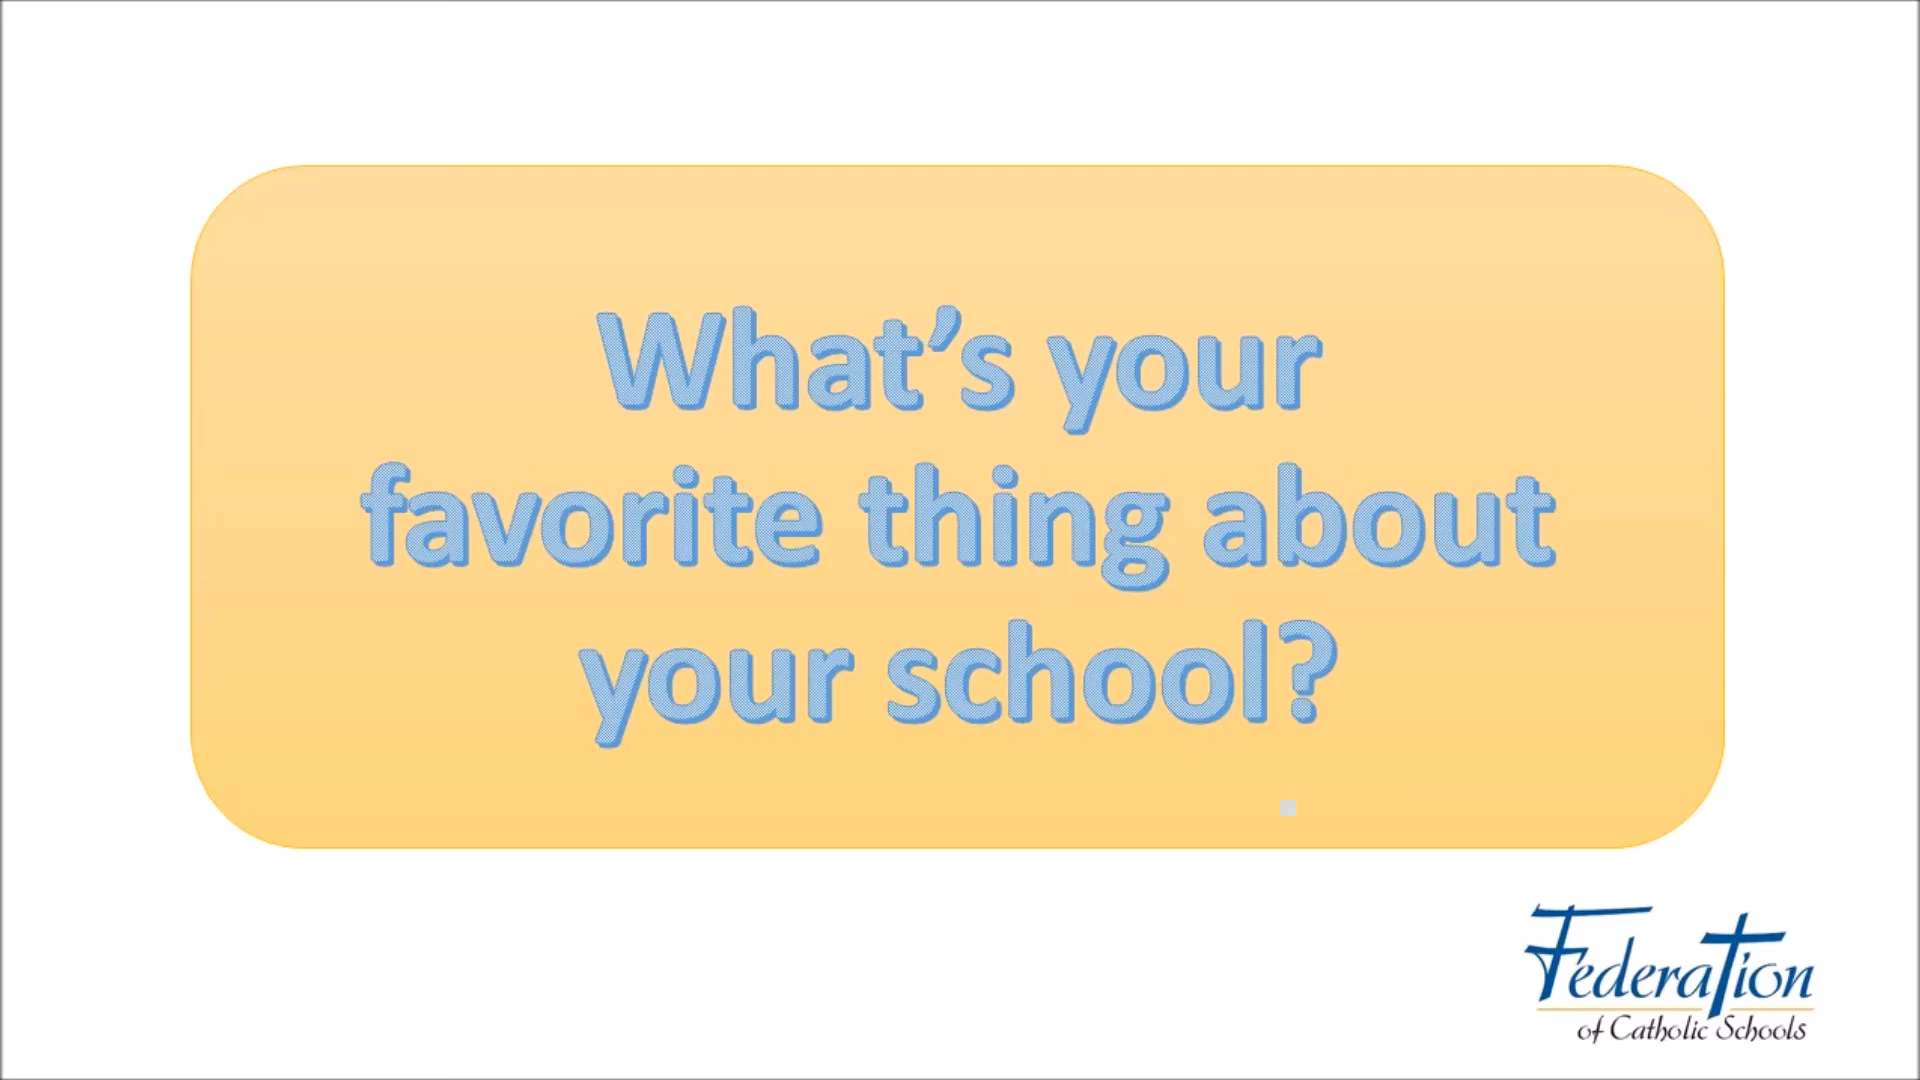 What’s your
favorite thing about
your school?
Federation
of Catholic Schools